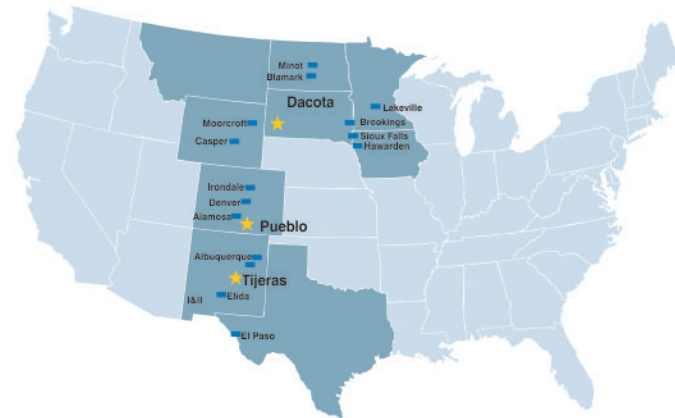 Minot
Blamark
Dacota
Lakeville
Moorcroft
Brookings
Casper
Sioux Falls
Hawarden
Irondale
Denver
Alamosa
Pueblo
Albuquerque
Tijeras
I&II
Elida
El Paso